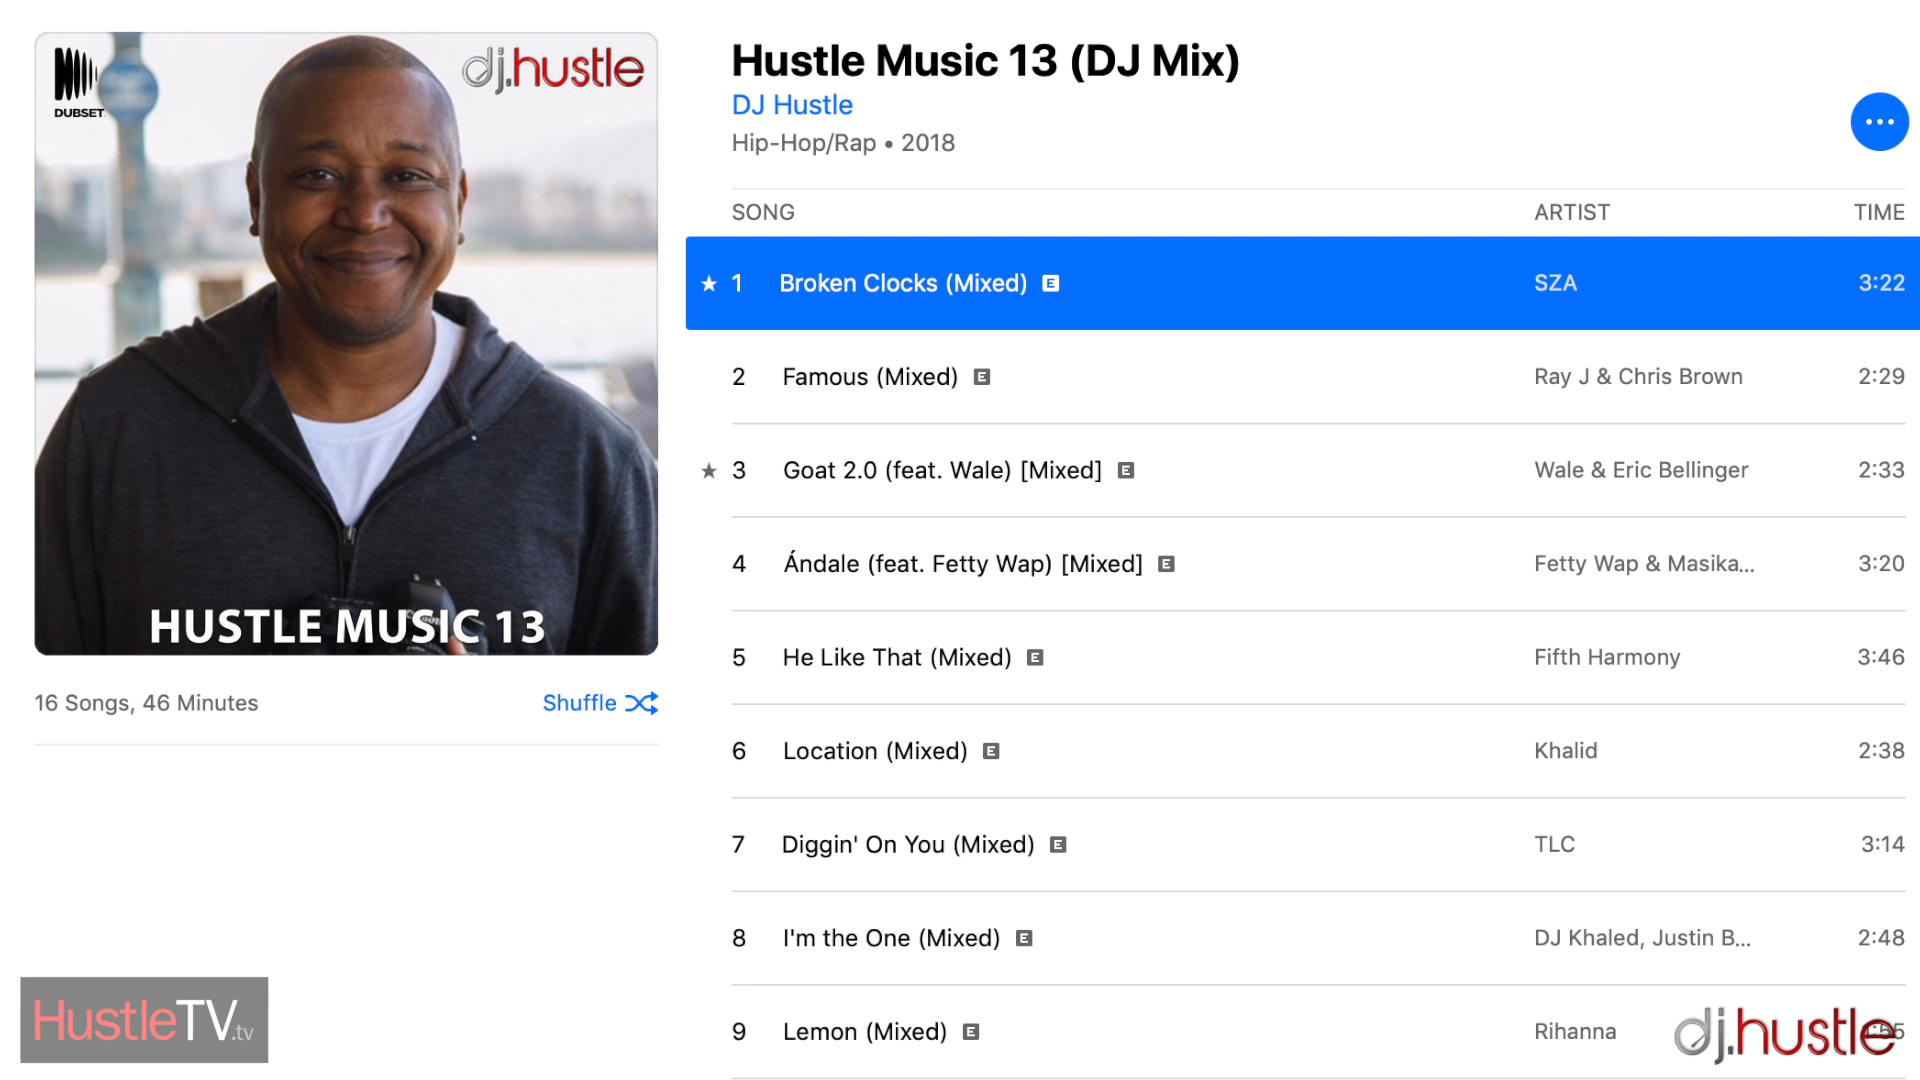 DUBSET
dj.hustle
HUSTLE MUSIC 13
16 Songs, 46 Minutes
Shuffle
Hustle Music 13 (DJ Mix)
DJ Hustle
Hip-Hop/Rap • 2018
SONG ARTIST TIME
★ 1 Broken Clocks (Mixed) E SZA 3:22
2 Famous (Mixed) E Ray J & Chris Brown 2:29
★ 3 Goat 2.0 (feat. Wale) [Mixed] E Wale & Eric Bellinger 2:33
4 Ándale (feat. Fetty Wap) [Mixed] E Fetty Wap & Masika... 3:20
5 He Like That (Mixed) E Fifth Harmony 3:46
6 Location (Mixed) E Khalid 2:38
7 Diggin' On You (Mixed) E TLC 3:14
8 I'm the One (Mixed) E DJ Khaled, Justin B... 2:48
9 Lemon (Mixed) E Rihanna
HustleTV.tv
dj.hustle